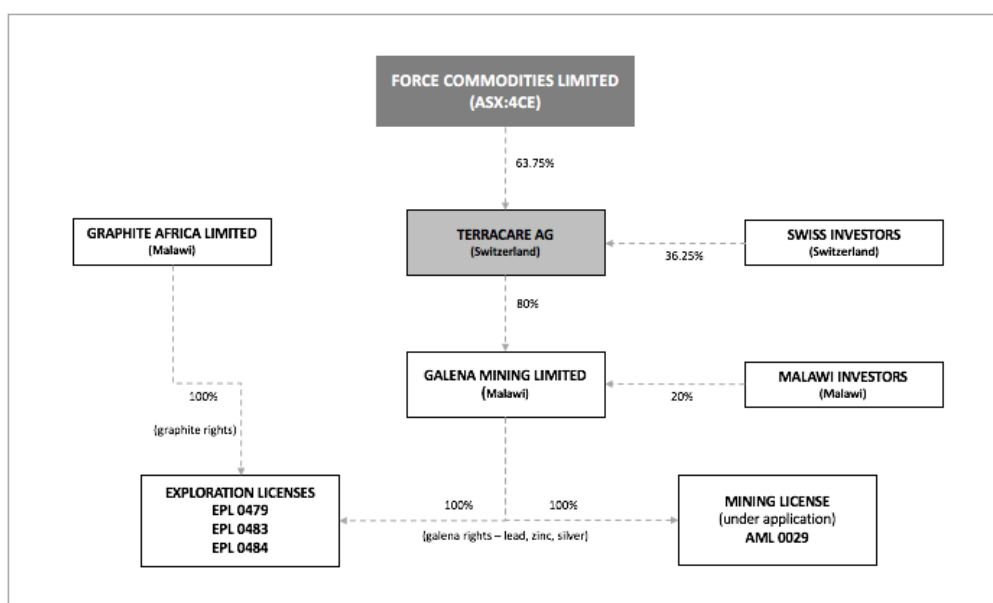 FORCE COMMODITIES LIMITED
(ASX:4CE)
63.75%
GRAPHITE AFRICA LIMITED
(Malawi)
TERRACARE AG
(Switzerland)
SWISS INVESTORS
(Switzerland)
36.25%
80%
GALENA MINING LIMITED
(Malawi)
MALAWI INVESTORS
(Malawi)
100%
20%
(graphite rights)
EXPLORATION LICENSES
EPL 0479
EPL 0483
EPL 0484
100%
100%
(galena rights – lead, zinc, silver)
MINING LICENSE
(under application)
AML 0029